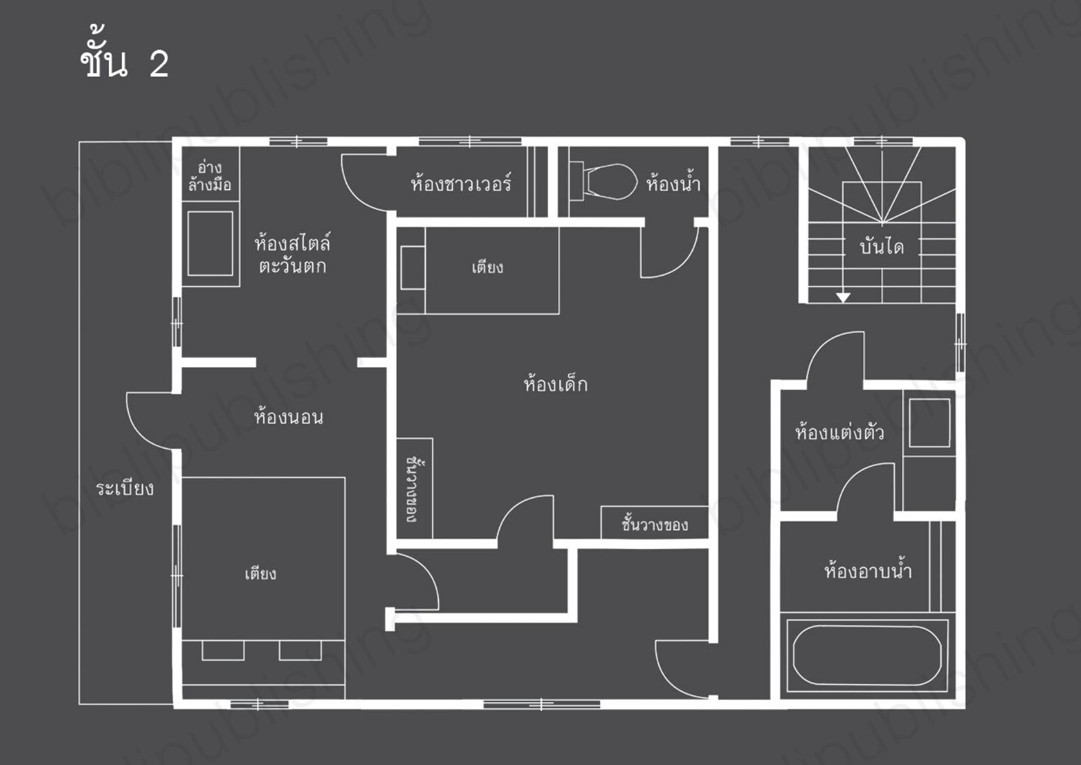 ชั้น 2
อ่าง
ล้างมือ
ห้องชาวเวอร์
ห้องน้ำ
ห้องสไตล์
ตะวันตก
เตียง
บันได
ห้องเด็ก
ห้องนอน
ห้องแต่งตัว
ระเบียง
ชั้นวางของ
ชั้นวางของ
เตียง
ห้องอาบน้ำ
biblipublishing
biblipublishing
biblipublishing
biblipublishing
biblipublishing
biblipublishing